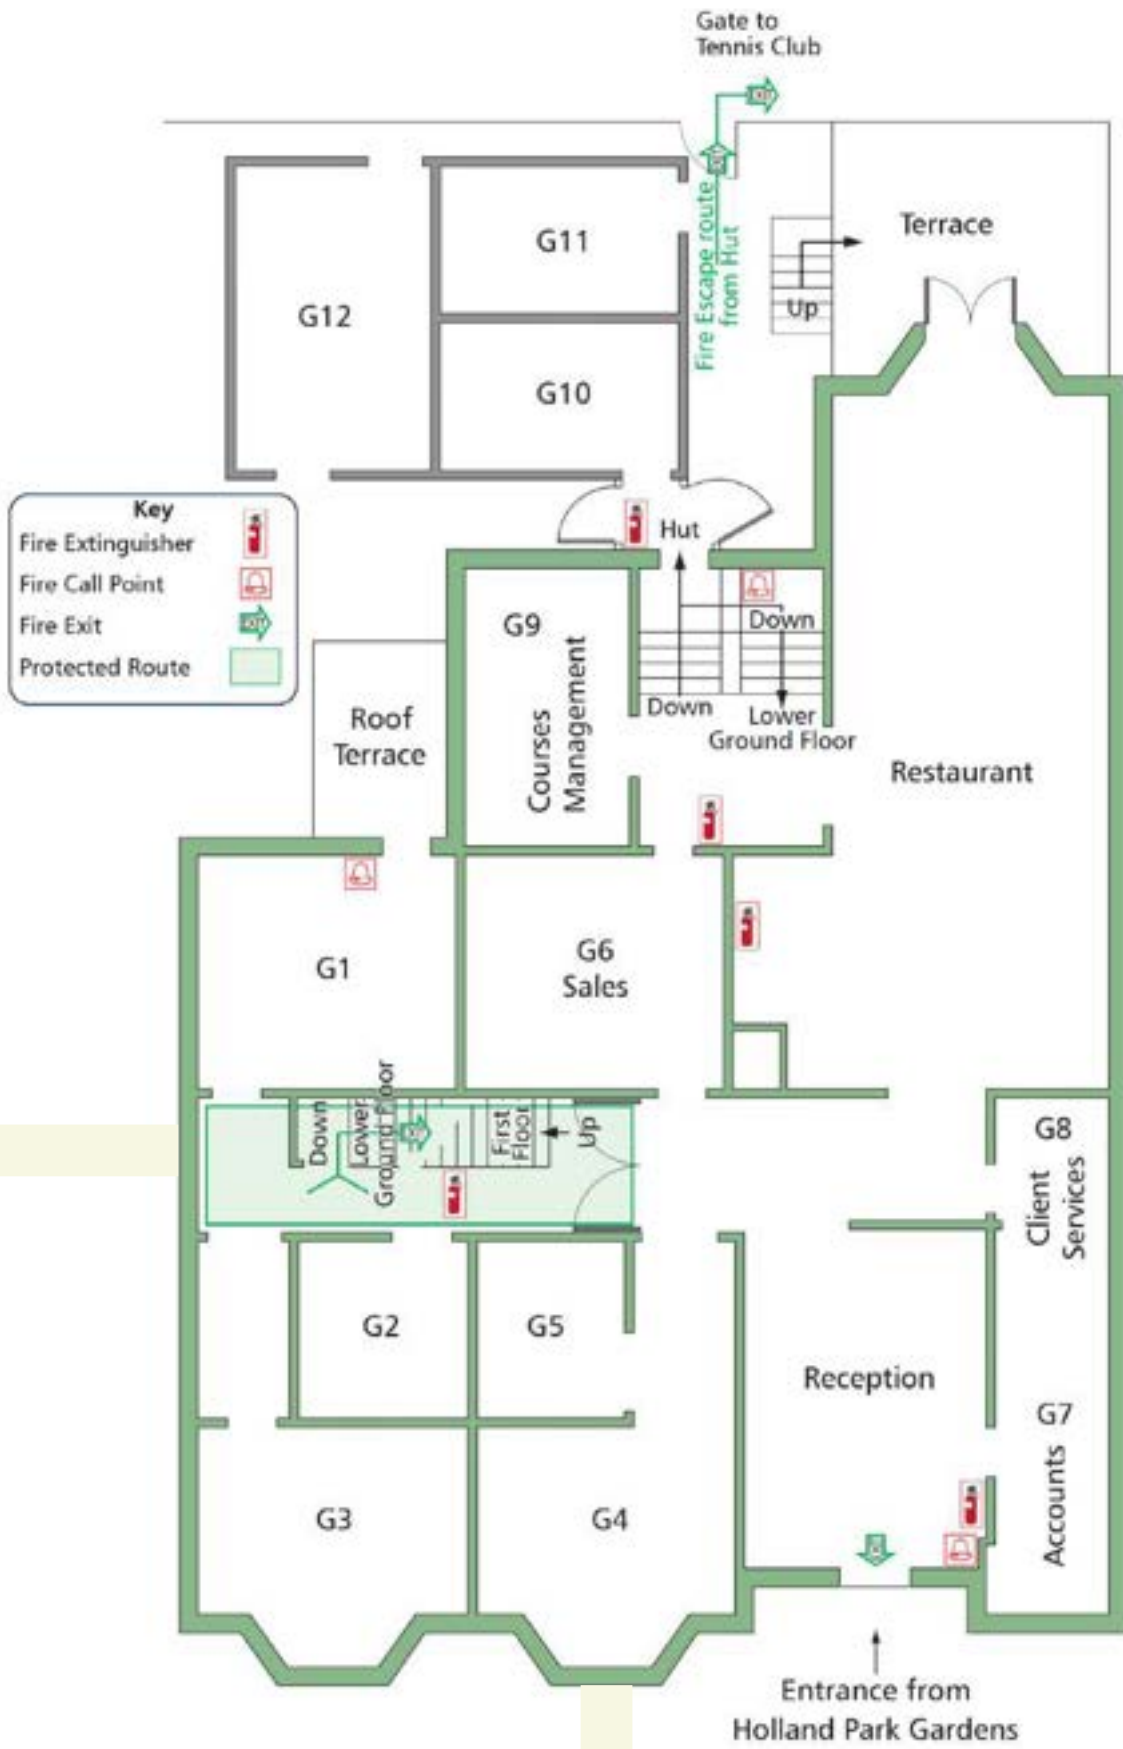 Gate to
Tennis Club
Fire Escape route
from Hut
Terrace
Up
G11
G12
G10
Key
Fire Extinguisher
Fire Call Point
Fire Exit
Protected Route
Hut
Down
Down
Lower
Ground Floor
G9
Courses
Management
Roof
Terrace
Restaurant
G1
G6
Sales
Down
Lower
Ground Floor
First
Floor
Up
G8
Client
Services
G2
G5
Reception
G7
Accounts
G3
G4
Entrance from
Holland Park Gardens